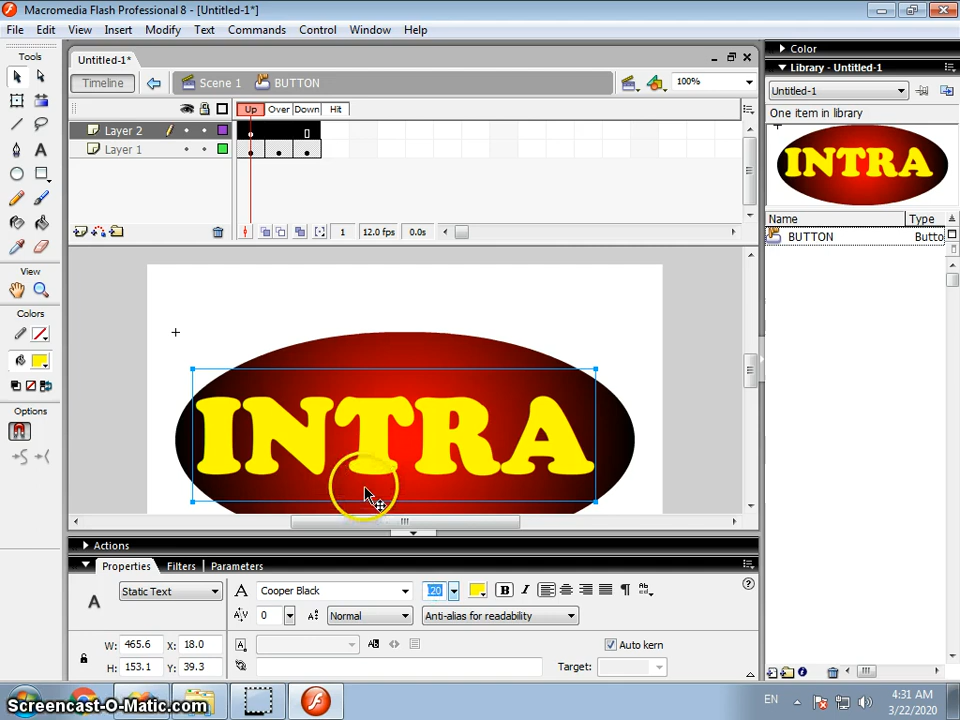 Macromedia Flash Professional 8 - [Untitled-1*]
File Edit View Insert Modify Text Commands Control Window Help
Tools
Untitled-1*
Timeline
Scene 1
BUTTON
100%
Up Over Down Hit
Layer 2
Layer 1
1 12.0 fps 0.0s
View
Colors
Options
INTRA
Color
Library - Untitled-1
Untitled-1
One item in library
INTRA
Name Type
BUTTON Butto
Actions
Properties Filters Parameters
A Static Text
A Cooper Black
120
B I
0
Normal
Anti-alias for readability
W: 465.6 X: 18.0
H: 153.1 Y: 39.3
Auto kern
Target:
EN
4:31 AM
3/22/2020
Screencast-O-Matic.com